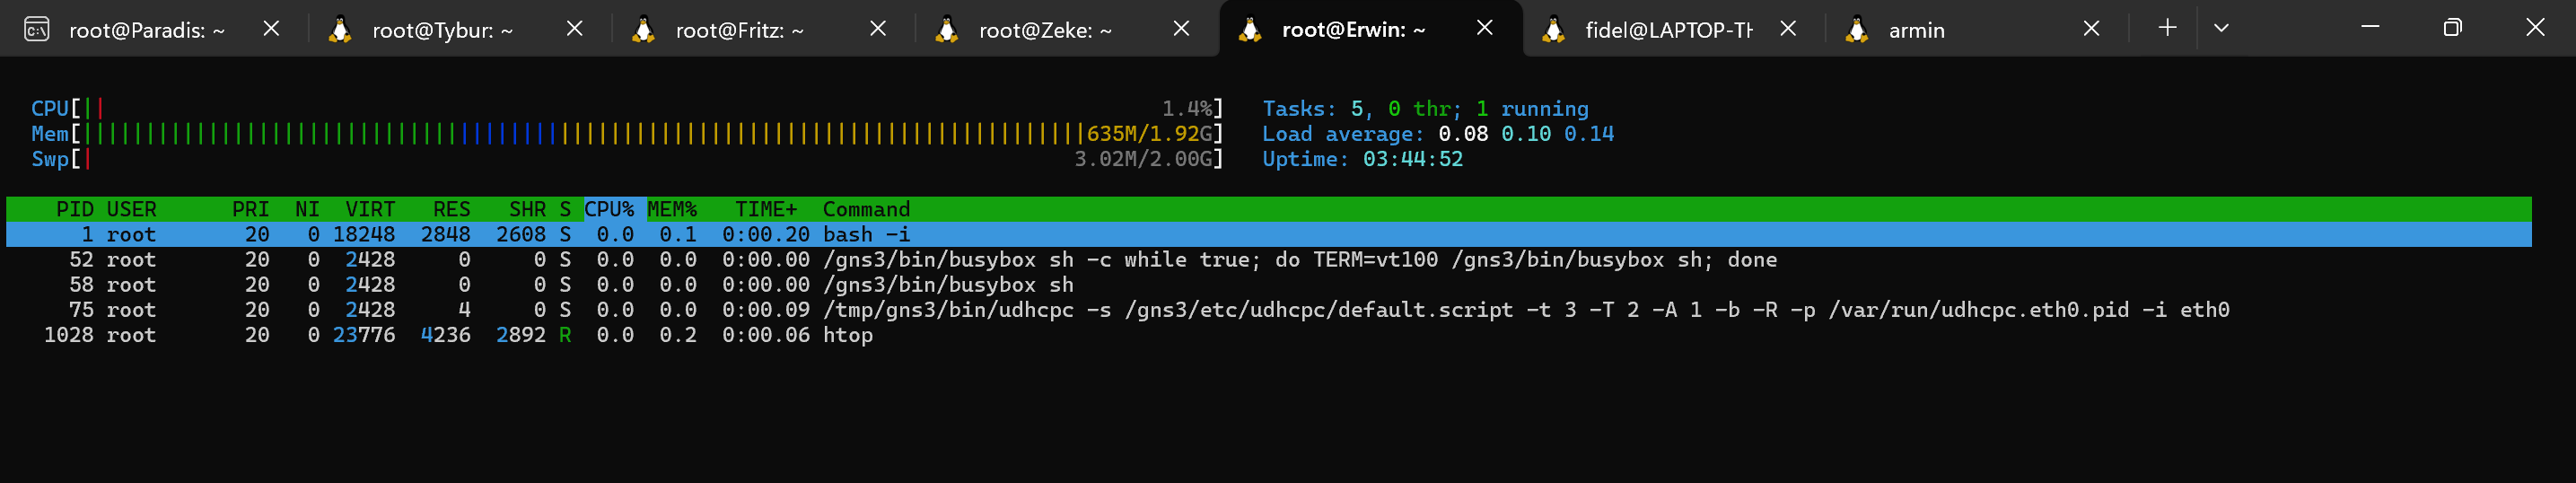 root@Paradis: ~ root@Tybur: ~ root@Fritz: ~ root@Zeke: ~ root@Erwin: ~ fidel@LAPTOP-TH armin
CPU[|| 1.4%] Tasks: 5, 0 thr; 1 running
Mem[||||||||||||||||||||||||||||||||||||||||||||||||||||||||||||||||||||||||||||||||635M/1.92G] Load average: 0.08 0.10 0.14
Swp[| 3.02M/2.00G] Uptime: 03:44:52
PID USER PRI NI VIRT RES SHR S CPU% MEM% TIME+ Command
1 root 20 0 18248 2848 2608 S 0.0 0.1 0:00.20 bash -i
52 root 20 0 2428 0 0 S 0.0 0.0 0:00.00 /gns3/bin/busybox sh -c while true; do TERM=vt100 /gns3/bin/busybox sh; done
58 root 20 0 2428 0 0 S 0.0 0.0 0:00.00 /gns3/bin/busybox sh
75 root 20 0 2428 4 0 S 0.0 0.0 0:00.09 /tmp/gns3/bin/udhcpc -s /gns3/etc/udhcpc/default.script -t 3 -T 2 -A 1 -b -R -p /var/run/udhcpc.eth0.pid -i eth0
1028 root 20 0 23776 4236 2892 R 0.0 0.2 0:00.06 htop